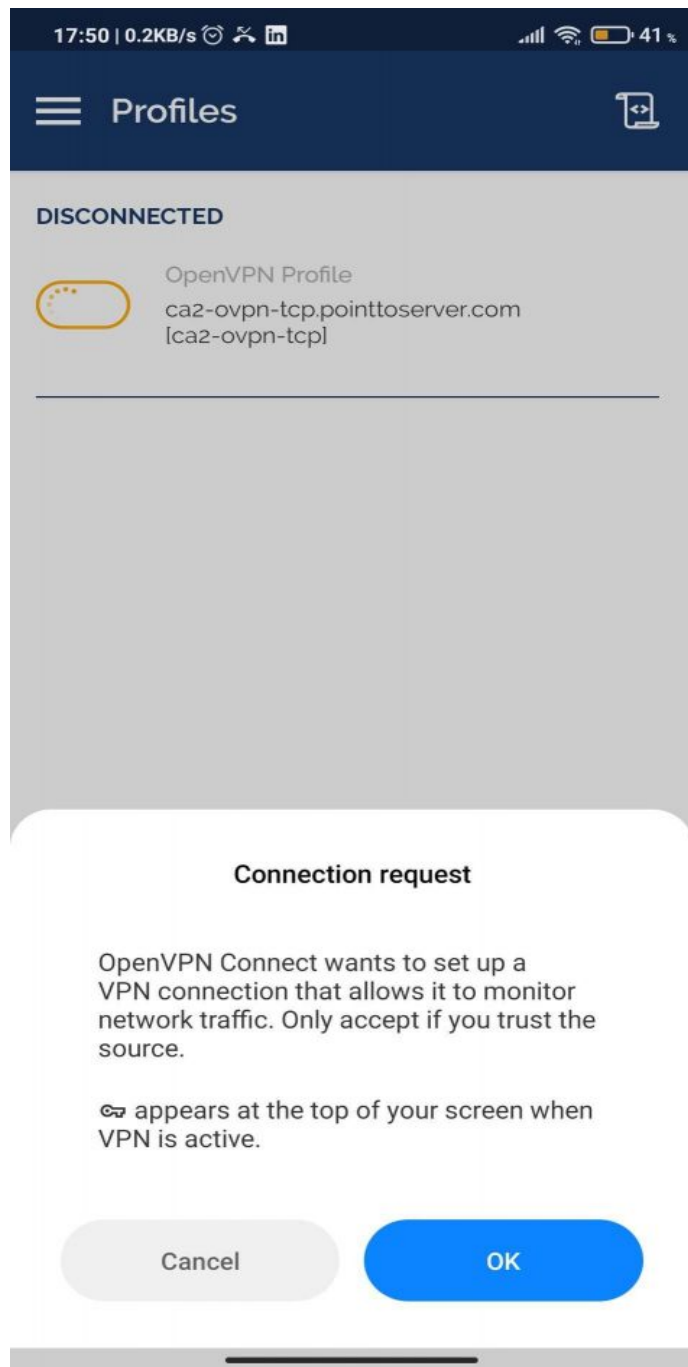 17:50 | 0.2KB/s in 41 %
Profiles
DISCONNECTED
OpenVPN Profile
ca2-ovpn-tcp.pointtoserver.com
[ca2-ovpn-tcp]
Connection request
OpenVPN Connect wants to set up a
VPN connection that allows it to monitor
network traffic. Only accept if you trust the
source.
appears at the top of your screen when
VPN is active.
Cancel OK